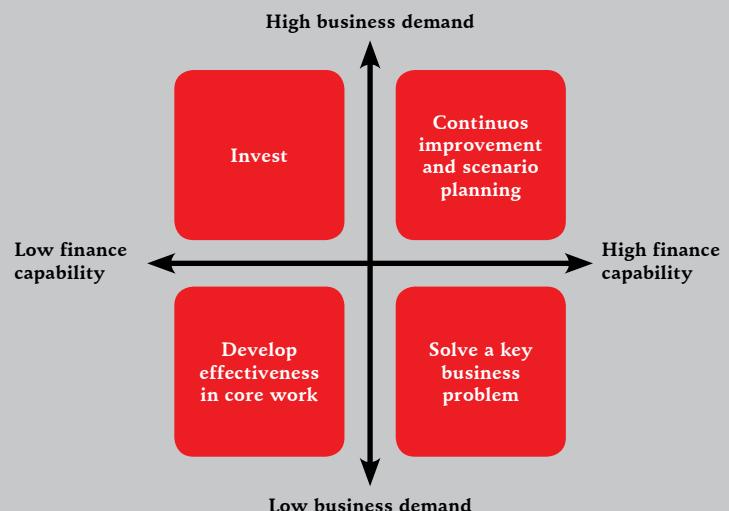 High business demand
Invest
Continuos
improvement
and scenario
planning
Low finance
capability
High finance
capability
Develop
effectiveness
in core work
Solve a key
business
problem
Low business demand